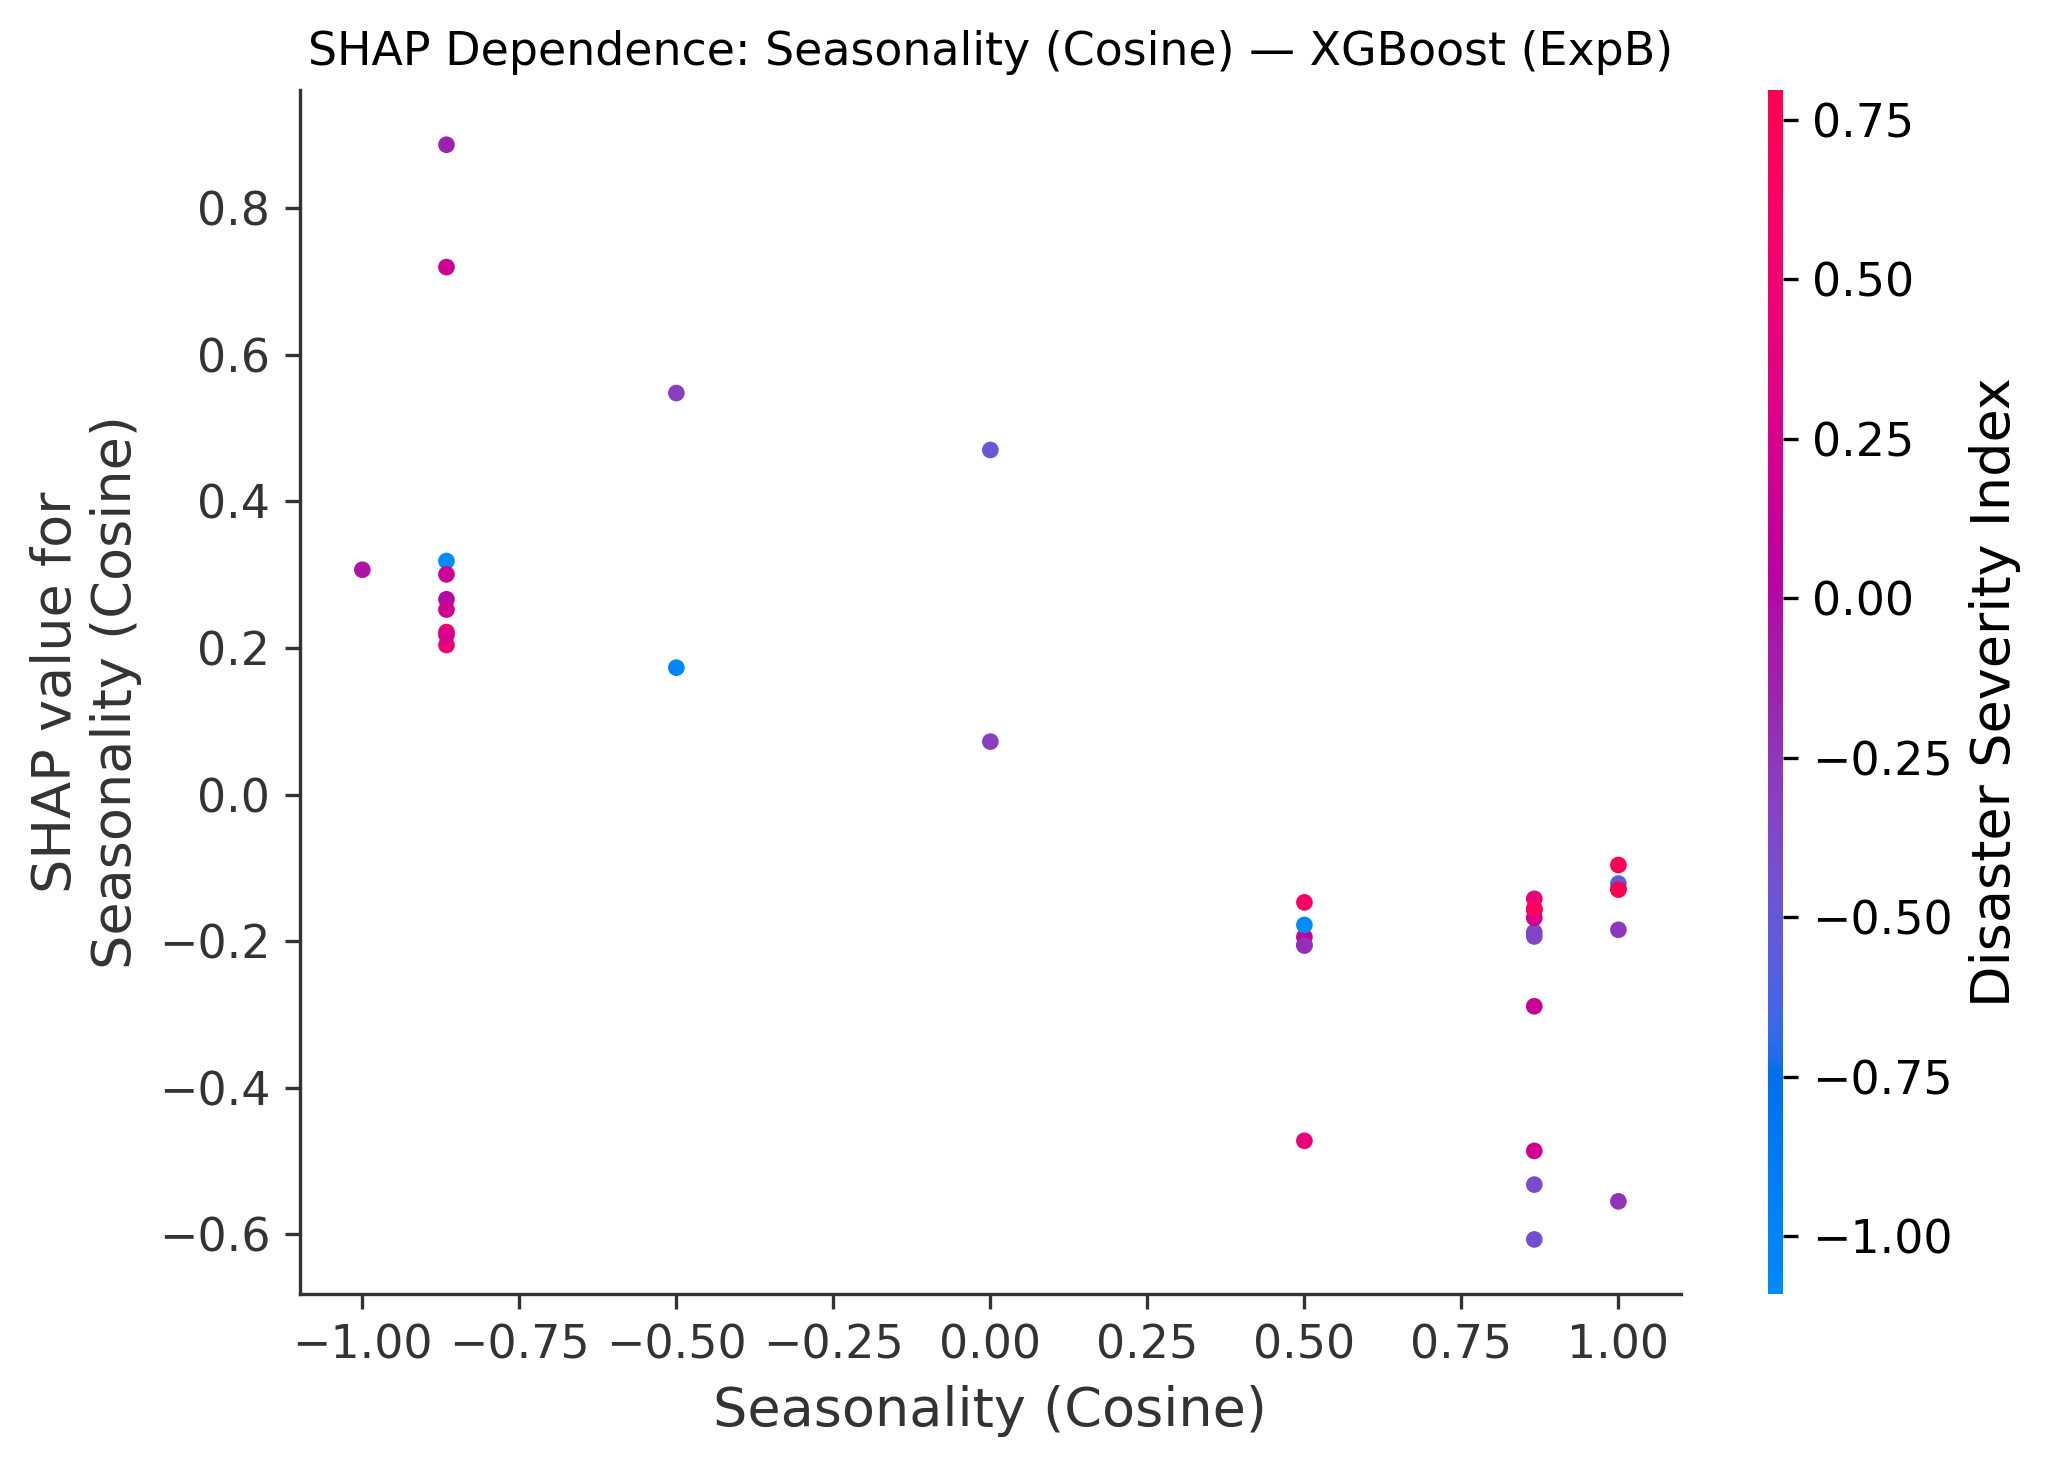 SHAP Dependence: Seasonality (Cosine) — XGBoost (ExpB)
SHAP value for
Seasonality (Cosine)
0.8
0.6
0.4
0.2
0.0
−0.2
−0.4
−0.6
−1.00 −0.75 −0.50 −0.25 0.00 0.25 0.50 0.75 1.00
Seasonality (Cosine)
0.75
0.50
0.25
0.00
−0.25
−0.50
−0.75
−1.00
Disaster Severity Index